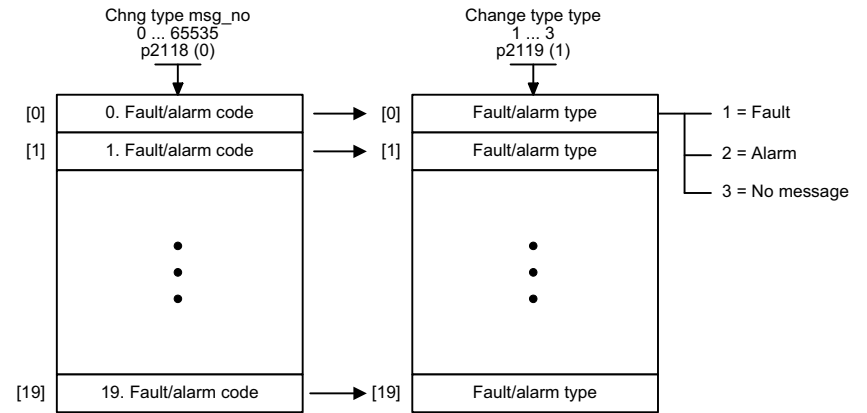 Chng type msg_no
0 ... 65535
p2118 (0)
Change type type
1 ... 3
p2119 (1)
[0] 0. Fault/alarm code [0] Fault/alarm type 1 = Fault
[1] 1. Fault/alarm code [1] Fault/alarm type 2 = Alarm
3 = No message
[19] 19. Fault/alarm code [19] Fault/alarm type